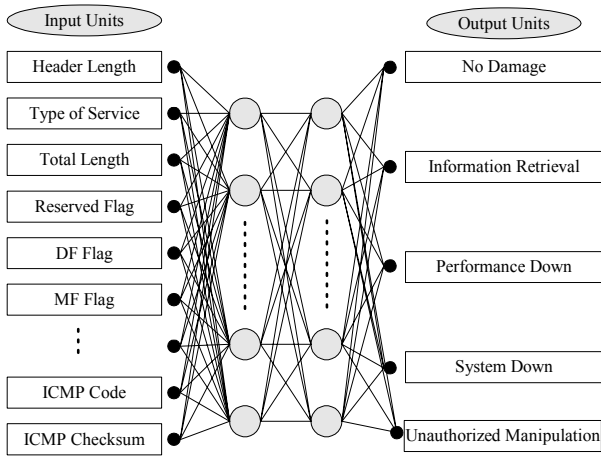 Input Units
Header Length
Type of Service
Total Length
Reserved Flag
DF Flag
MF Flag
ICMP Code
ICMP Checksum
Output Units
No Damage
Information Retrieval
Performance Down
System Down
Unauthorized Manipulation